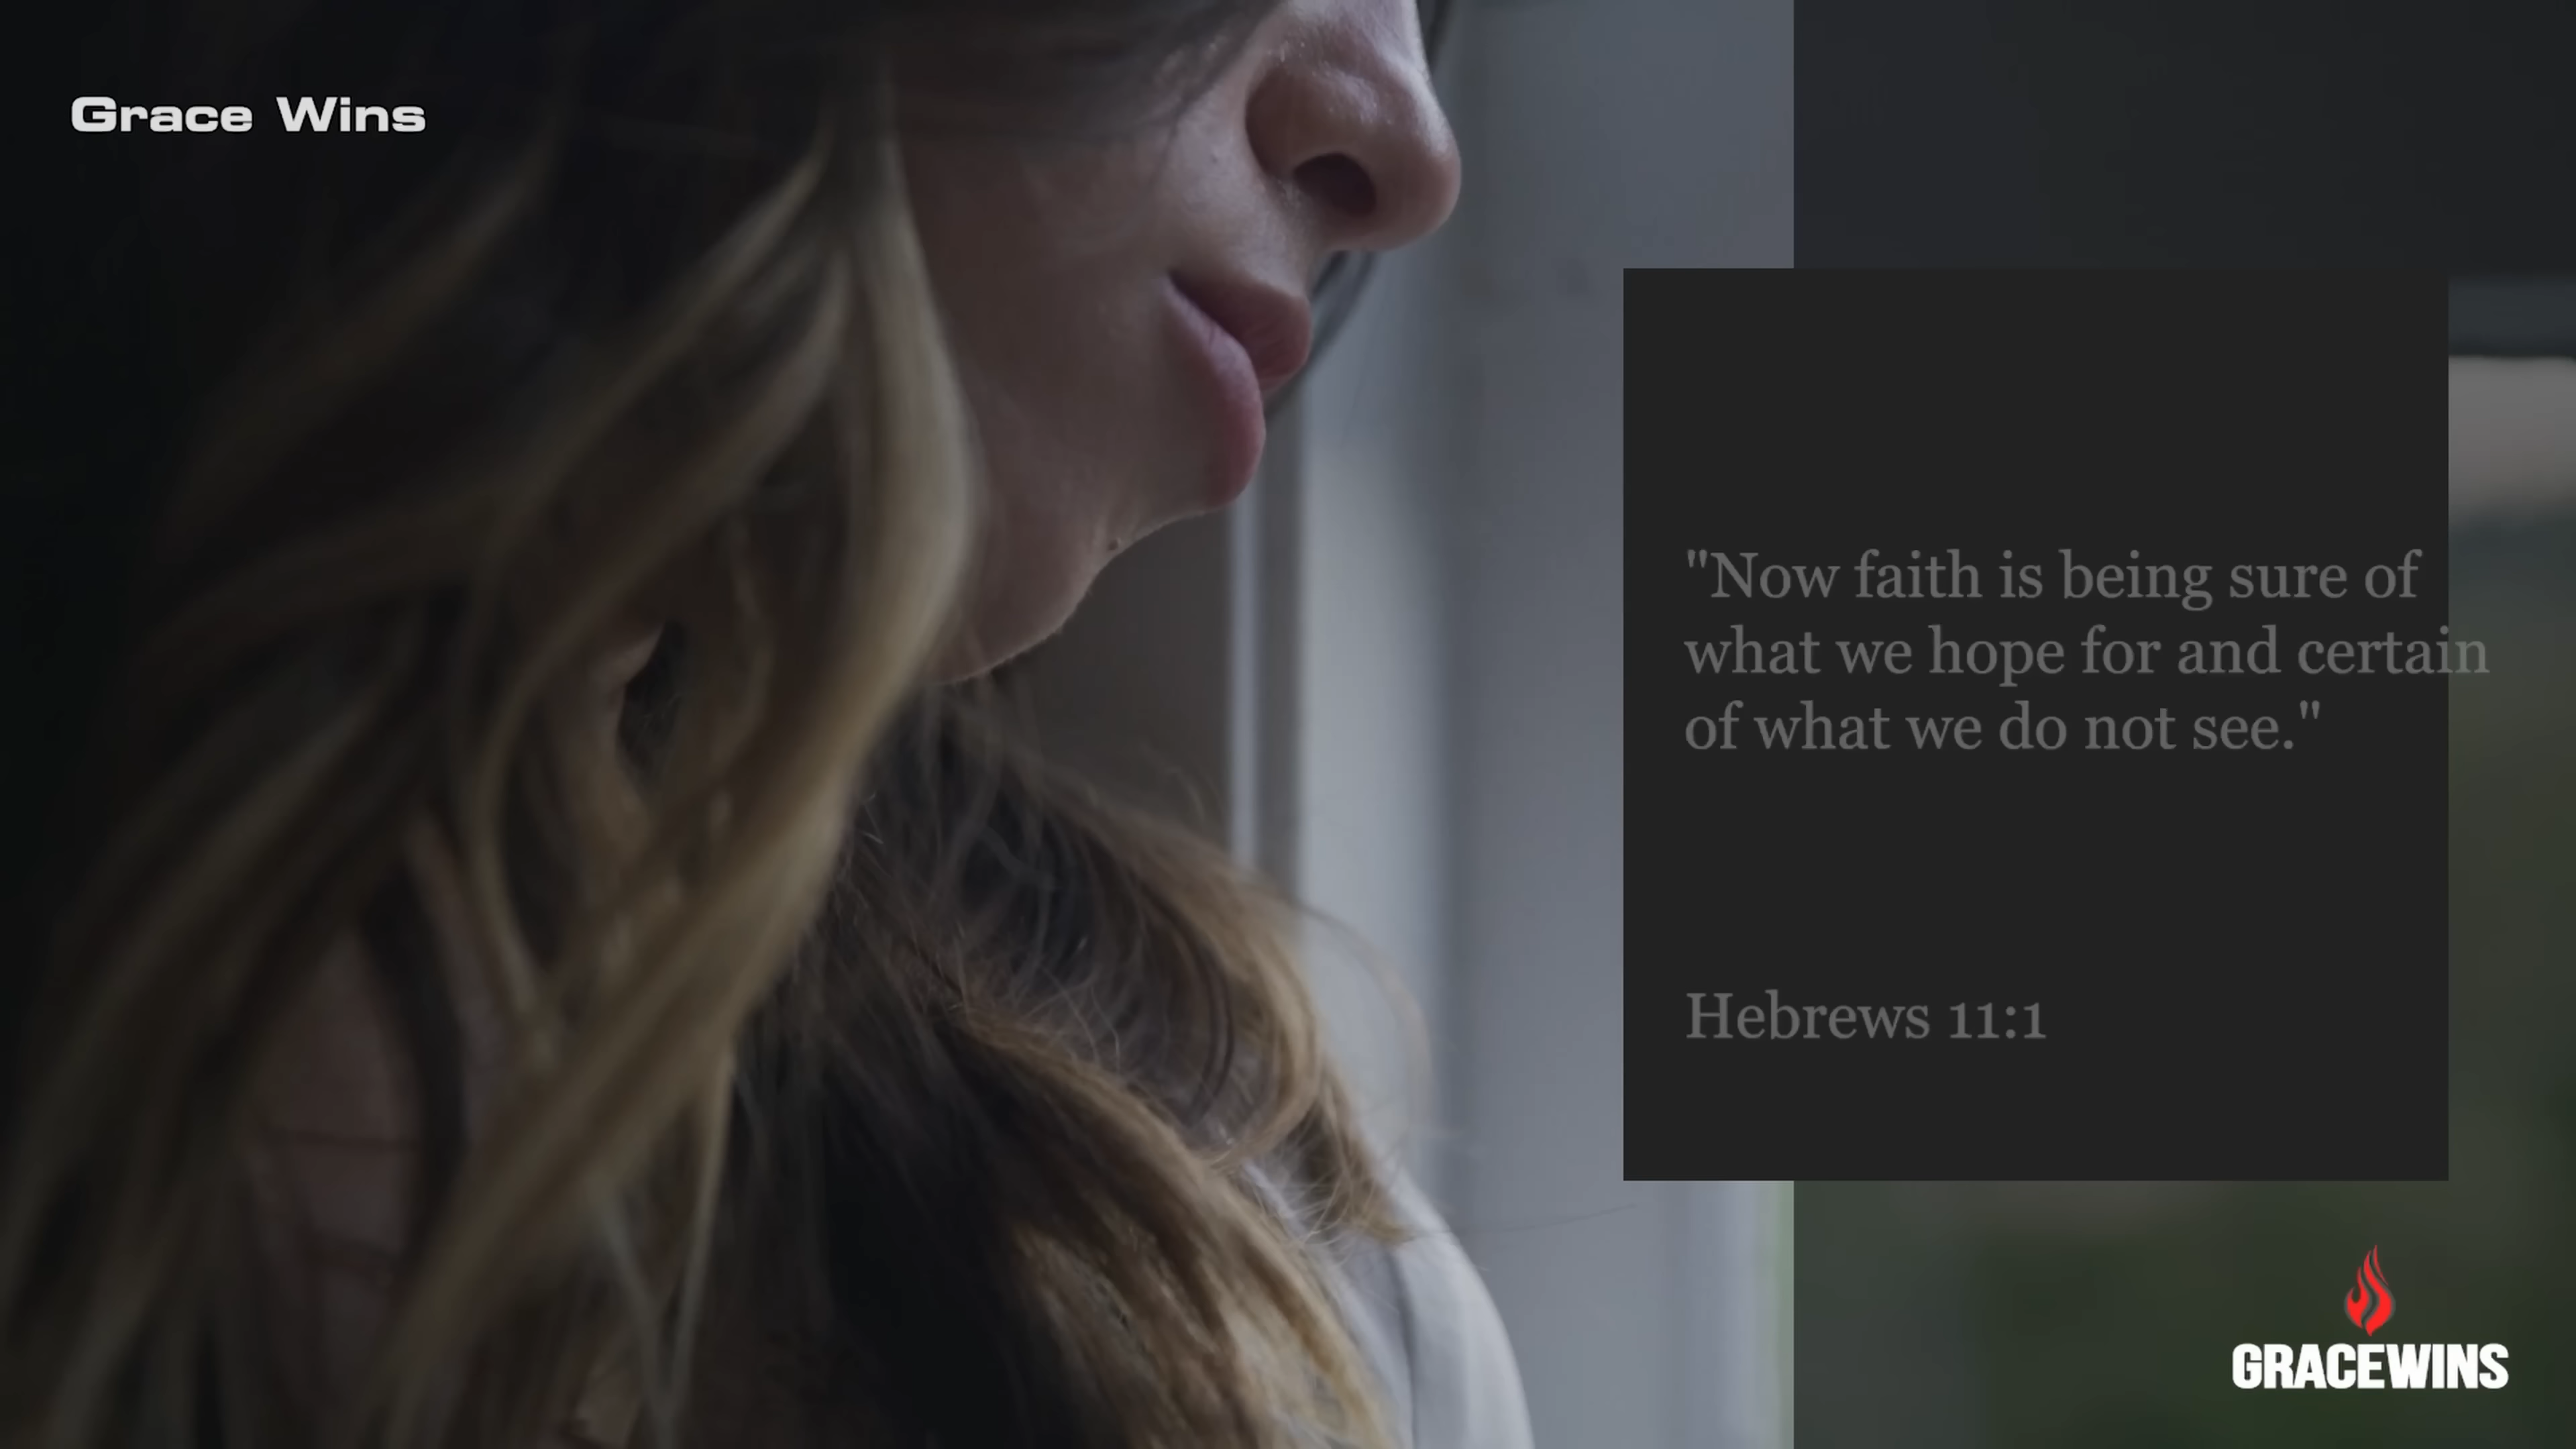 Grace Wins
"Now faith is being sure of
what we hope for and certain
of what we do not see."
Hebrews 11:1
GRACEWINS